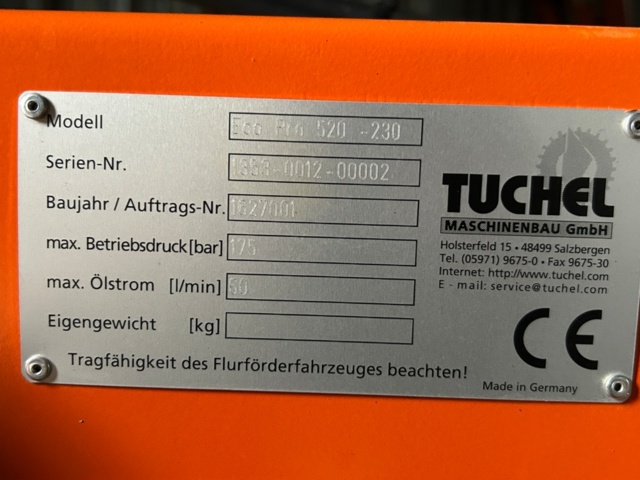 Modell Eco Pro 520 -230
Serien-Nr. 1363-0012-00002
Baujahr / Auftrags-Nr. 1627001
max. Betriebsdruck [bar] 175
max. Ölstrom [l/min] 50
Eigengewicht [kg]
Tragfähigkeit des Flurförderfahrzeuges beachten!
TUCHEL
MASCHINENBAU GmbH
Holsterfeld 15 • 48499 Salzbergen
Tel. (05971) 9675-0 • Fax 9675-30
Internet: http://www.tuchel.com
E - mail: service@tuchel.com
CE
Made in Germany